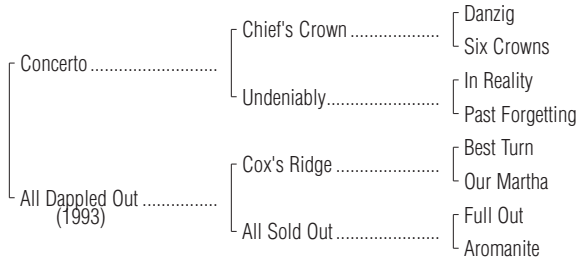 Danzig
Chief's Crown ....................
Six Crowns
Concerto ............................
In Reality
Undeniably.........................
Past Forgetting
Best Turn
Cox's Ridge .......................
Our Martha
All Dappled Out .................
(1993)
Full Out
All Sold Out.......................
Aromanite